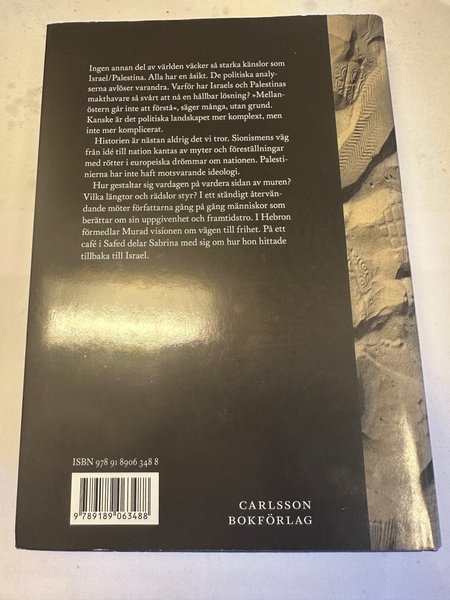 Ingen annan del av världen väcker så starka känslor som
Israel/Palestina. Alla har en åsikt. De politiska analy-
serna avlöser varandra. Varför har Israels och Palestinas
makthavare så svårt att nå en hållbar lösning? »Mellan-
östern går inte att förstå«, säger många, utan grund.
Kanske är det politiska landskapet mer komplext, men
inte mer komplicerat.
Historien är nästan aldrig det vi tror. Sionismens väg
från idé till nation kantas av myter och föreställningar
med rötter i europeiska drömmar om nationen. Palesti-
nierna har inte haft motsvarande ideologi.
Hur gestaltar sig vardagen på vardera sidan av muren?
Vilka längtor och rädslor styr? I ett ständigt återvän-
dande möter författarna gång på gång människor som
berättar om sin uppgivenhet och framtidstro. I Hebron
förmedlar Murad visionen om vägen till frihet. På ett
café i Safed delar Sabrina med sig om hur hon hittade
tillbaka till Israel.
ISBN 978 91 8906 348 8
9 789189 063488
CARLSSON
BOKFÖRLAG